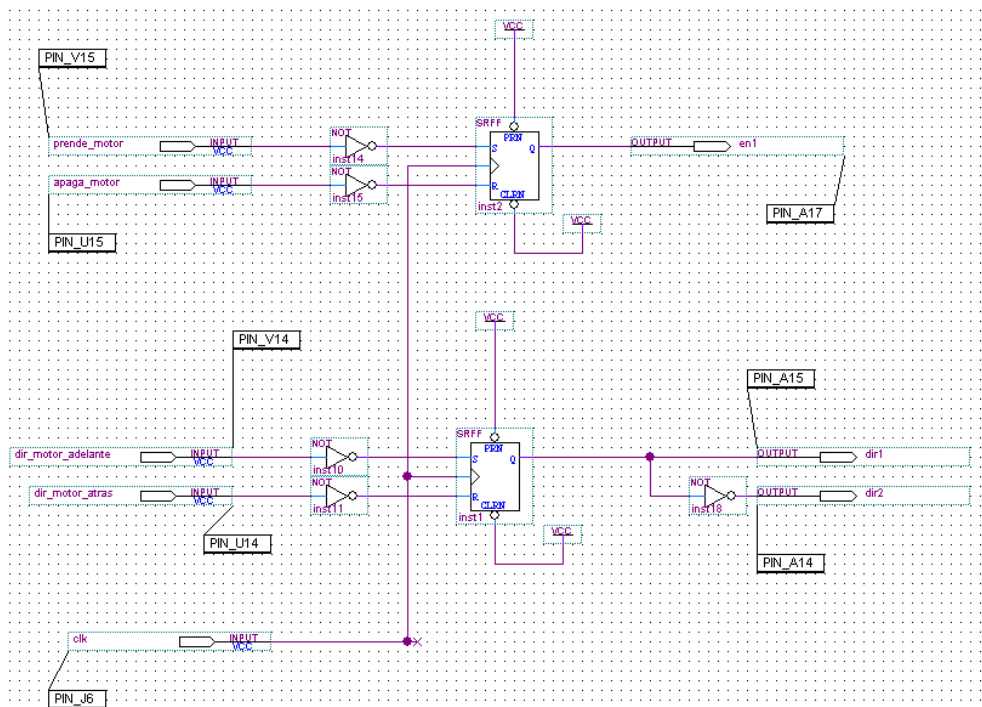 VCC
PIN_V15
SRFF
NOT
PRN
prende_motor
INPUT
VCC
inst14
S
Q
OUTPUT
en1
NOT
apaga_motor
INPUT
VCC
inst15
R
CLRN
inst2
PIN_A17
VCC
PIN_U15
VCC
PIN_V14
PIN_A15
SRFF
NOT
PRN
dir_motor_adelante
INPUT
VCC
inst10
S
Q
OUTPUT
dir1
NOT
dir_motor_atras
INPUT
VCC
inst11
R
CLRN
inst1
NOT
inst18
OUTPUT
dir2
VCC
PIN_U14
PIN_A14
clk
INPUT
VCC
PIN_J6